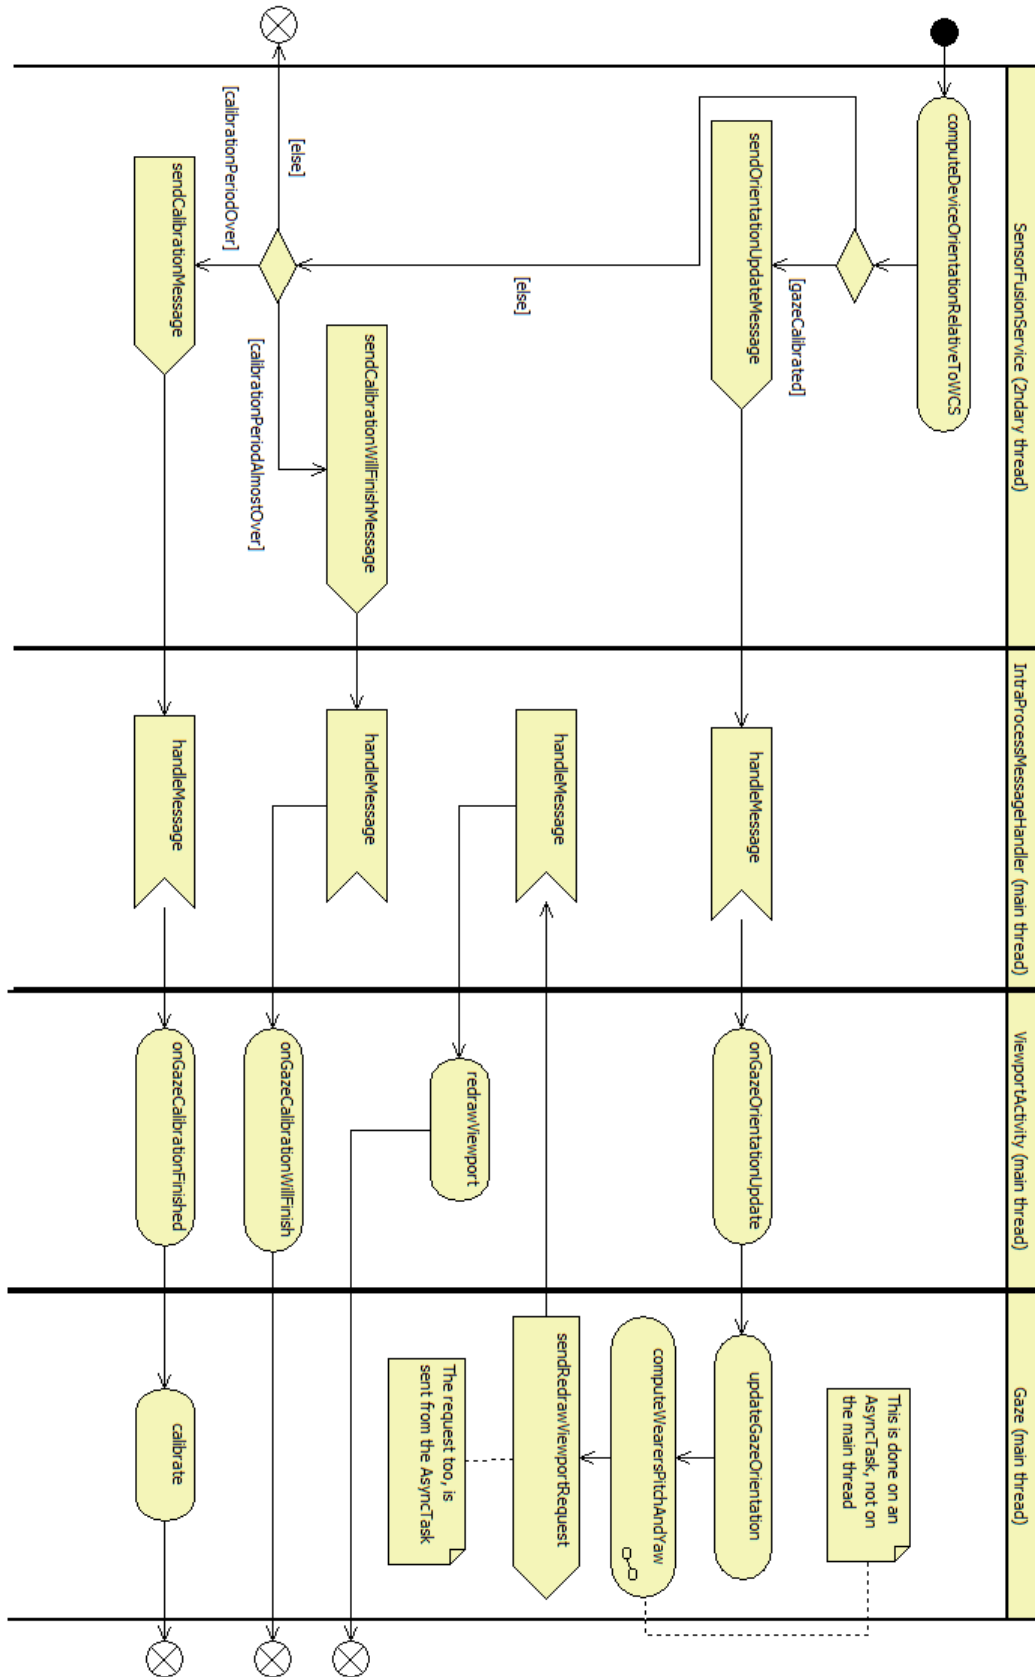 SensorFusionService (2ndary thread)
computeDeviceOrientationRelativeToWCS
[gazeCalibrated]
sendOrientationUpdateMessage
[else]
sendCalibrationWillFinishMessage
[calibrationPeriodAlmostOver]
[else]
[calibrationPeriodOver]
sendCalibrationMessage
IntraProcessMessageHandler (main thread)
handleMessage
handleMessage
handleMessage
handleMessage
ViewportActivity (main thread)
onGazeOrientationUpdate
redrawViewport
onGazeCalibrationWillFinish
onGazeCalibrationFinished
Gaze (main thread)
This is done on an
AsyncTask, not on
the main thread
updateGazeOrientation
computeWearersPitchAndYaw
sendRedrawViewportRequest
The request too, is
sent from the AsyncTask
calibrate